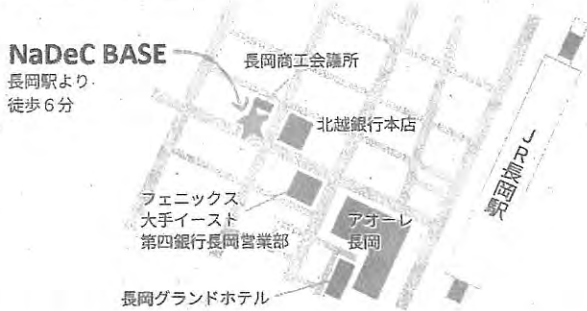 NaDeC BASE
長岡駅より
徒歩6分
長岡商工会議所
北越銀行本店
JR長岡駅
フェニックス
大手イースト
第四銀行長岡営業部
アオーレ
長岡
長岡グランドホテル